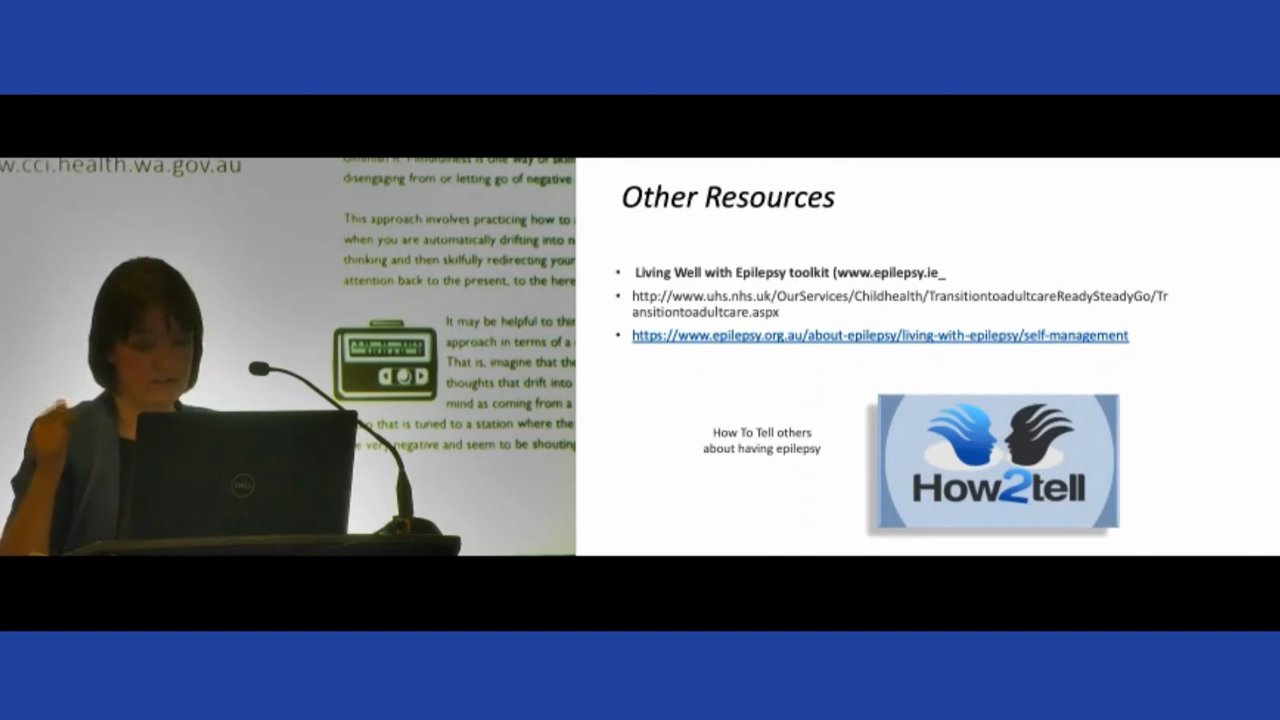 w.cci.health.wa.gov.au
disengaging from or letting go of negative
This approach involves practicing how to
when you are automatically drifting into n
thinking and then skilfully redirecting your
attention back to the present, to the here
It may be helpful to thin
approach in terms of a
That is, imagine that the
thoughts that drift into
mind as coming from a
o that is tuned to a station where the
e very negative and seem to be shouting
DELL
Other Resources
• Living Well with Epilepsy toolkit (www.epilepsy.ie_
• http://www.uhs.nhs.uk/OurServices/Childhealth/TransitiontoadultcareReadySteadyGo/Tr
ansitiontoadultcare.aspx
• https://www.epilepsy.org.au/about-epilepsy/living-with-epilepsy/self-management
How To Tell others
about having epilepsy
How2tell